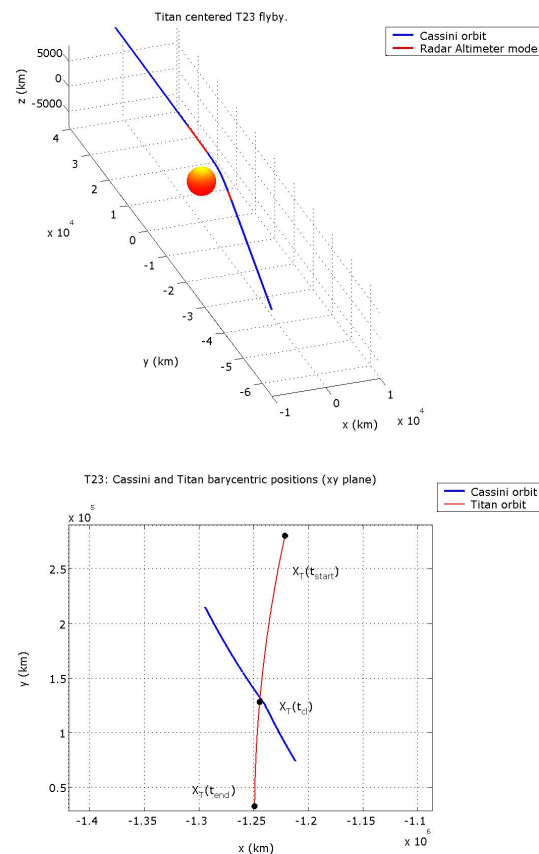 Titan centered T23 flyby.
Cassini orbit
Radar Altimeter mode
5000
0
-5000
z (km)
4
3
2
1
0
-1
-2
-3
-4
-5
-6
x 10^4
y (km)
-1
0
1
x (km)
x 10^4
T23: Cassini and Titan barycentric positions (xy plane)
Cassini orbit
Titan orbit
x 10^5
2.5
2
1.5
1
0.5
y (km)
X_T(t_start)
X_T(t_cl)
X_T(t_end)
-1.4
-1.35
-1.3
-1.25
-1.2
-1.15
-1.1
x 10^6
x (km)